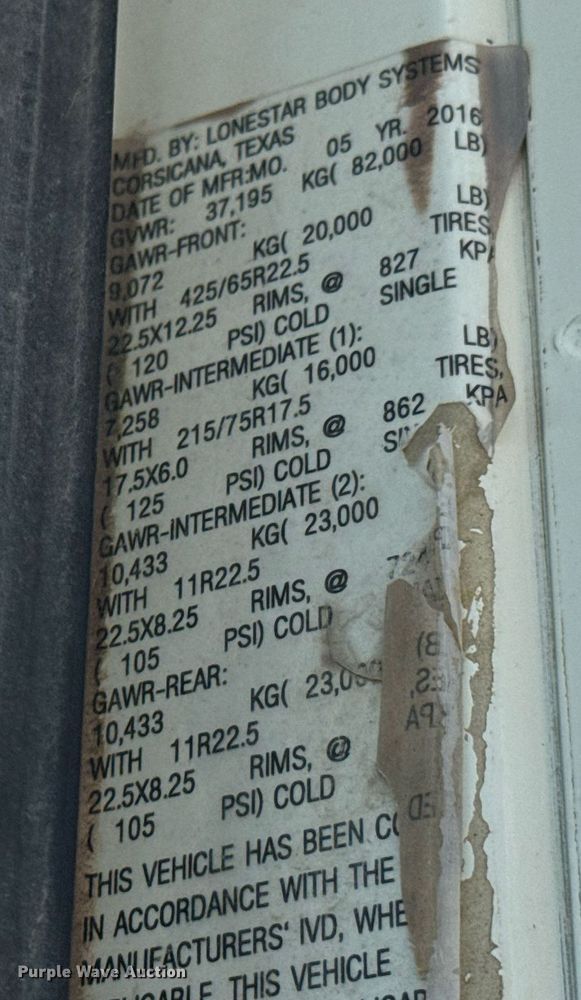 MFD. BY: LONESTAR BODY SYSTEMS
CORSICANA, TEXAS
DATE OF MFR:MO. 05 YR. 2016
GVWR: 37,195 KG( 82,000 LB)
GAWR-FRONT:
9,072 KG( 20,000 LB)
WITH 425/65R22.5 TIRES
22.5X12.25 RIMS, @ 827 KPA
( 120 PSI) COLD SINGLE
GAWR-INTERMEDIATE (1):
7,258 KG( 16,000 LB)
WITH 215/75R17.5 TIRES,
17.5X6.0 RIMS, @ 862 KPA
( 125 PSI) COLD
GAWR-INTERMEDIATE (2):
10,433 KG( 23,000
WITH 11R22.5
22.5X8.25 RIMS, @
( 105 PSI) COLD
GAWR-REAR:
10,433 KG( 23,000
WITH 11R22.5
22.5X8.25 RIMS, @
( 105 PSI) COLD
THIS VEHICLE HAS BEEN
IN ACCORDANCE WITH THE
MANUFACTURERS' IVD,
THIS VEHICLE
Purple Wave Auction